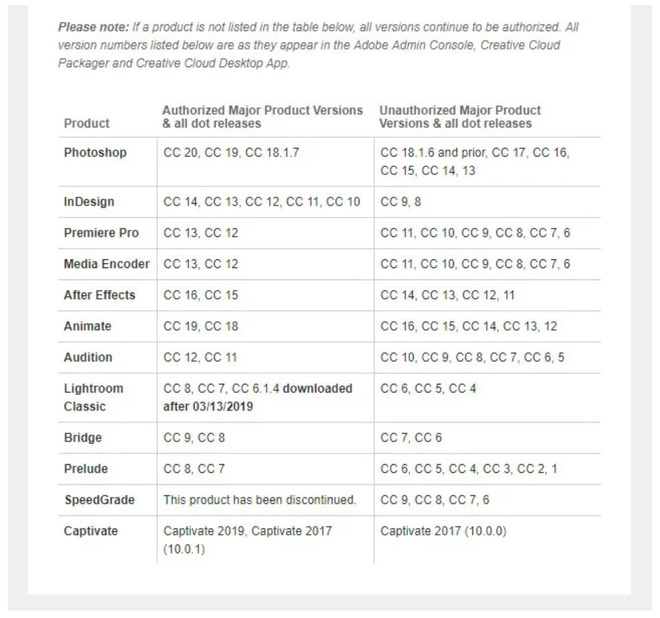 Please note: If a product is not listed in the table below, all versions continue to be authorized. All
version numbers listed below are as they appear in the Adobe Admin Console, Creative Cloud
Packager and Creative Cloud Desktop App.
Product Authorized Major Product Versions & all dot releases Unauthorized Major Product Versions & all dot releases
Photoshop CC 20, CC 19, CC 18.1.7 CC 18.1.6 and prior, CC 17, CC 16,
CC 15, CC 14, 13
InDesign CC 14, CC 13, CC 12, CC 11, CC 10 CC 9, 8
Premiere Pro CC 13, CC 12 CC 11, CC 10, CC 9, CC 8, CC 7, 6
Media Encoder CC 13, CC 12 CC 11, CC 10, CC 9, CC 8, CC 7, 6
After Effects CC 16, CC 15 CC 14, CC 13, CC 12, 11
Animate CC 19, CC 18 CC 16, CC 15, CC 14, CC 13, 12
Audition CC 12, CC 11 CC 10, CC 9, CC 8, CC 7, CC 6, 5
Lightroom CC 8, CC 7, CC 6.1.4 downloaded CC 6, CC 5, CC 4
Classic after 03/13/2019
Bridge CC 9, CC 8 CC 7, CC 6
Prelude CC 8, CC 7 CC 6, CC 5, CC 4, CC 3, CC 2, 1
SpeedGrade This product has been discontinued. CC 9, CC 8, CC 7, 6
Captivate Captivate 2019, Captivate 2017 Captivate 2017 (10.0.0)
(10.0.1)